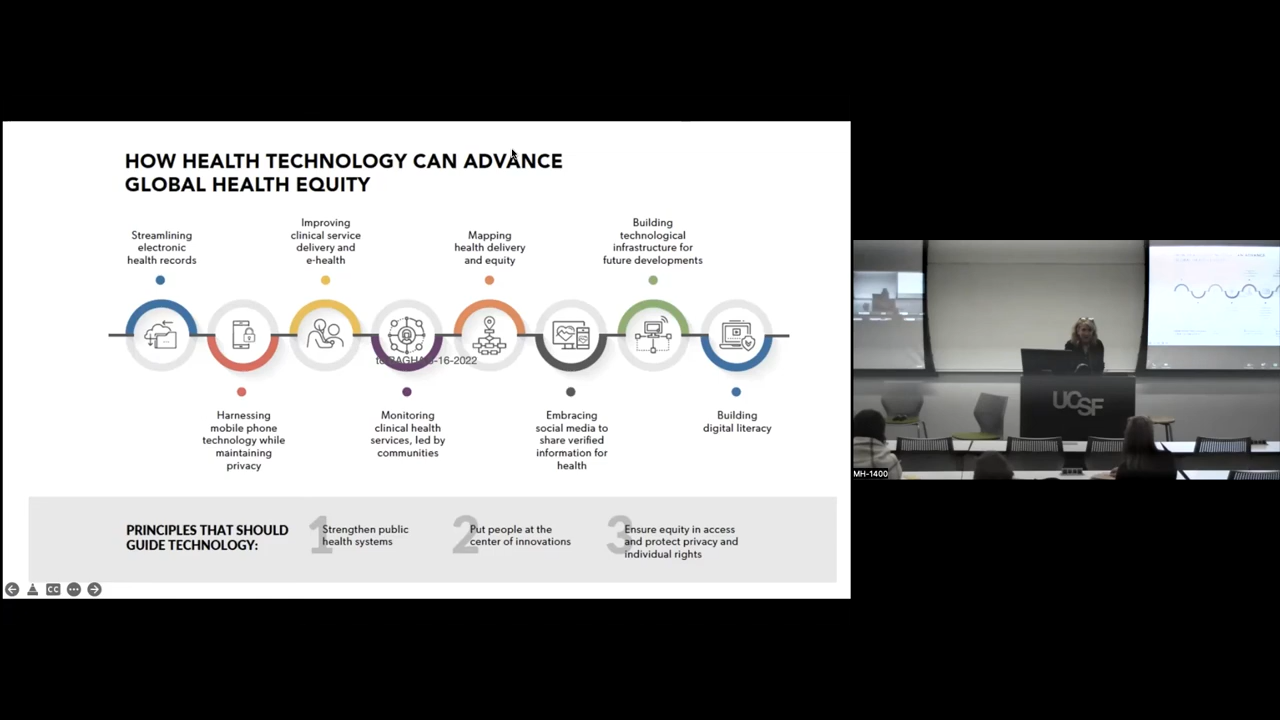 HOW HEALTH TECHNOLOGY CAN ADVANCE
GLOBAL HEALTH EQUITY
Streamlining
electronic
health records
Improving
clinical service
delivery and
e-health
Mapping
health delivery
and equity
Building
technological
infrastructure for
future developments
Harnessing
mobile phone
technology while
maintaining
privacy
Monitoring
clinical health
services, led by
communities
Embracing
social media to
share verified
information for
health
Building
digital literacy
PRINCIPLES THAT SHOULD
GUIDE TECHNOLOGY:
1
Strengthen public
health systems
2
Put people at the
center of innovations
3
Ensure equity in access
and protect privacy and
individual rights
CC
UCSF
MH-1400